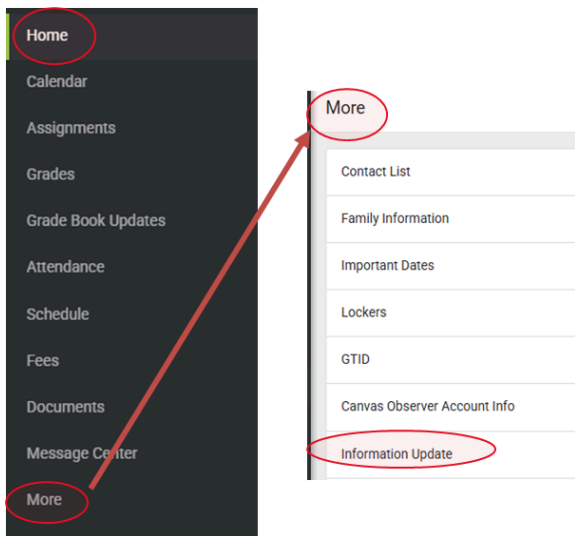 Home
Calendar
Assignments
Grades
Grade Book Updates
Attendance
Schedule
Fees
Documents
Message Center
More
More
Contact List
Family Information
Important Dates
Lockers
GTID
Canvas Observer Account Info
Information Update